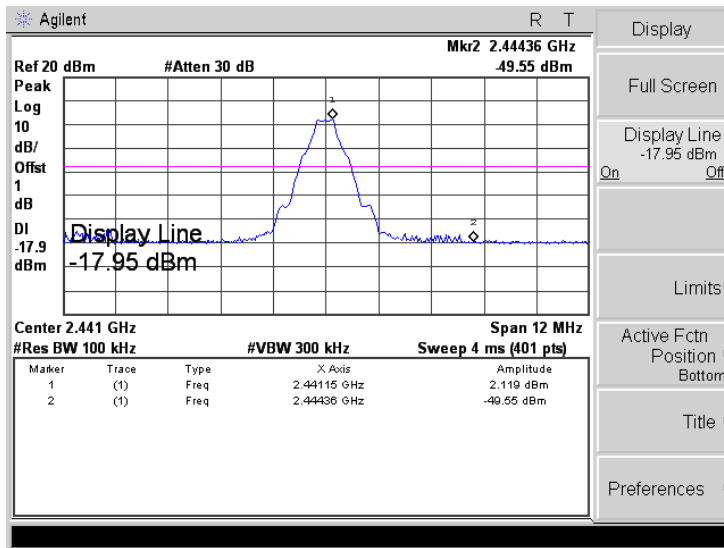 Agilent R T
Mkr2 2.44436 GHz
Ref 20 dBm #Atten 30 dB -49.55 dBm
Peak
Log
10
dB/
Offst
1
dB
DI
-17.9
dBm
1
2
Display Line
-17.95 dBm
Center 2.441 GHz Span 12 MHz
#Res BW 100 kHz #VBW 300 kHz Sweep 4 ms (401 pts)
Marker Trace Type X Axis Amplitude
1 (1) Freq 2.44115 GHz 2.119 dBm
2 (1) Freq 2.44436 GHz -49.55 dBm
Display
Full Screen
Display Line
-17.95 dBm
On Off
Limits
Active Fctn
Position
Bottom
Title
Preferences